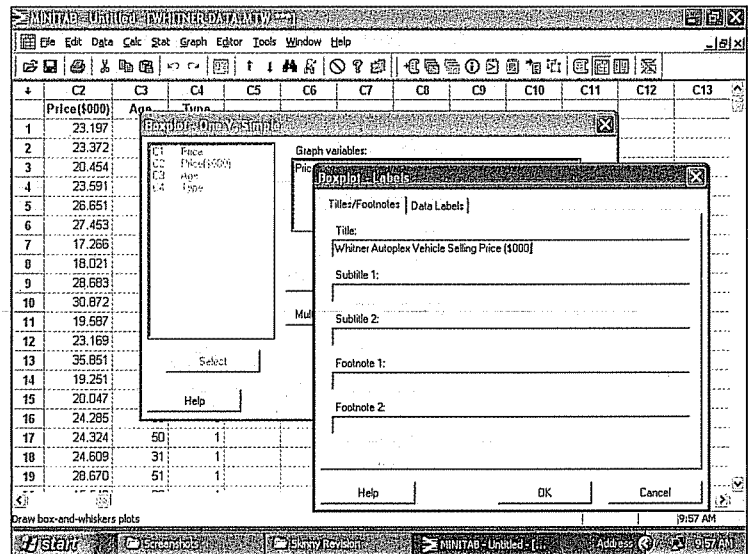 MINITAB - Untitled - [WHITNER-DATA.MTW ***]
File Edit Data Calc Stat Graph Editor Tools Window Help
C2 C3 C4 C5 C6 C7 C8 C9 C10 C11 C12 C13
Price($000) Age Type
1 23.197
2 23.372
3 20.454
4 23.591
5 26.651
6 27.453
7 17.266
8 18.021
9 28.683
10 30.872
11 19.587
12 23.169
13 35.851
14 19.251
15 20.047
16 24.285
17 24.324 50 1
18 24.609 31 1
19 28.670 51 1
Boxplot - One Y, Simple
C1 Price
C2 Price($000)
C3 Age
C4 Type
Graph variables:
Pric
Mul
Select
Help
Boxplot - Labels
Titles/Footnotes Data Labels
Title:
Whitner Autoplex Vehicle Selling Price ($000)
Subtitle 1:
Subtitle 2:
Footnote 1:
Footnote 2:
Help OK Cancel
Draw box-and-whiskers plots 9:57 AM
start Screenshots Skinny Revision MINITAB - Untitled - [ Address 9:57 AM